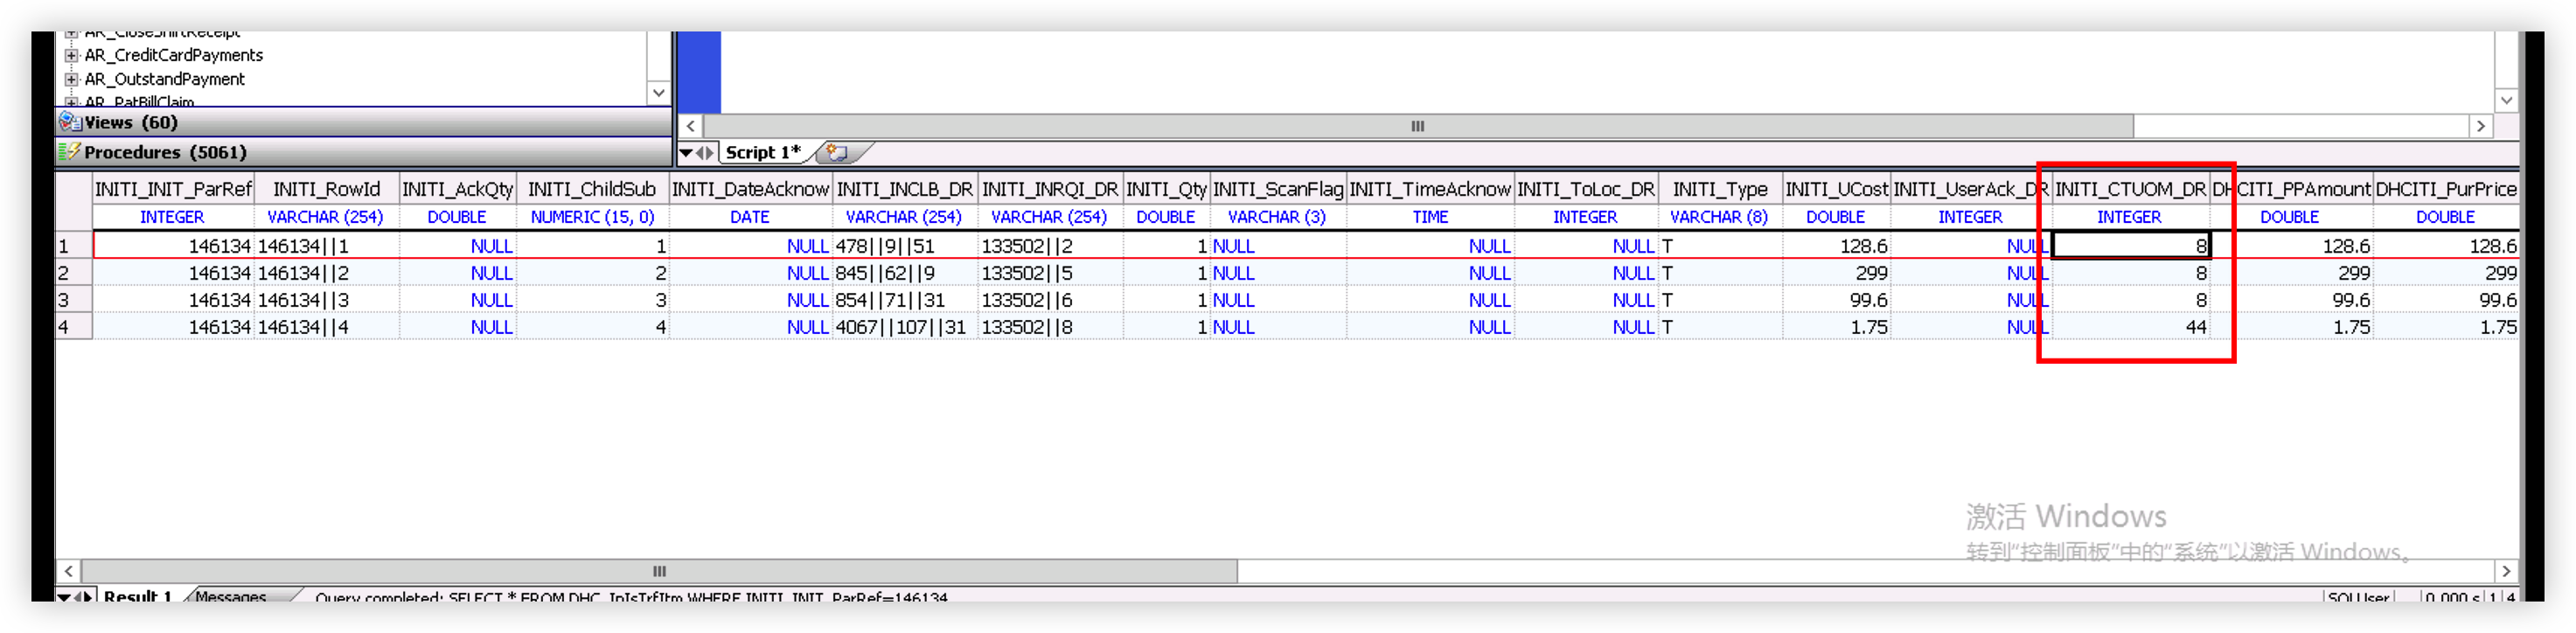 AR_CloseShiftReceipt
AR_CreditCardPayments
AR_OutstandPayment
AR_PatBillClaim
Views (60)
Procedures (5061)
Script 1*
INITI_INIT_ParRef INITI_RowId INITI_AckQty INITI_ChildSub INITI_DateAcknow INITI_INCLB_DR INITI_INRQI_DR INITI_Qty INITI_ScanFlag INITI_TimeAcknow INITI_ToLoc_DR INITI_Type INITI_UCost INITI_UserAck_DR INITI_CTUOM_DR DHCITI_PPAmount DHCITI_PurPrice
INTEGER VARCHAR (254) DOUBLE NUMERIC (15, 0) DATE VARCHAR (254) VARCHAR (254) DOUBLE VARCHAR (3) TIME INTEGER VARCHAR (8) DOUBLE INTEGER INTEGER DOUBLE DOUBLE
1 146134 146134||1 NULL 1 NULL 478||9||51 133502||2 1 NULL NULL NULL T 128.6 NULL 8 128.6 128.6
2 146134 146134||2 NULL 2 NULL 845||62||9 133502||5 1 NULL NULL NULL T 299 NULL 8 299 299
3 146134 146134||3 NULL 3 NULL 854||71||31 133502||6 1 NULL NULL NULL T 99.6 NULL 8 99.6 99.6
4 146134 146134||4 NULL 4 NULL 4067||107||31 133502||8 1 NULL NULL NULL T 1.75 NULL 44 1.75 1.75
激活 Windows
转到"控制面板"中的"系统"以激活 Windows。
Result 1 Messages Query completed: SELECT * FROM DHC_InIsTrfItm WHERE INITI_INIT_ParRef=146134 SQLUser 0.000 s 1 4